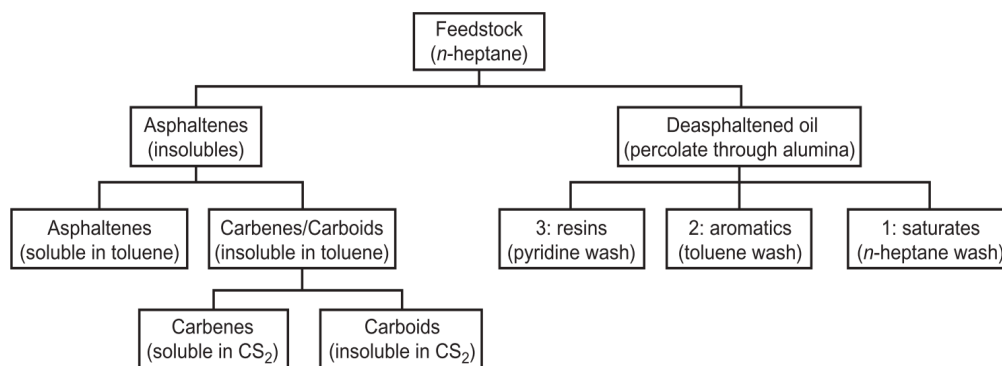 Feedstock
(n-heptane)
Asphaltenes
(insolubles)
Deasphaltened oil
(percolate through alumina)
Asphaltenes
(soluble in toluene)
Carbenes/Carboids
(insoluble in toluene)
3: resins
(pyridine wash)
2: aromatics
(toluene wash)
1: saturates
(n-heptane wash)
Carbenes
(soluble in CS₂)
Carboids
(insoluble in CS₂)